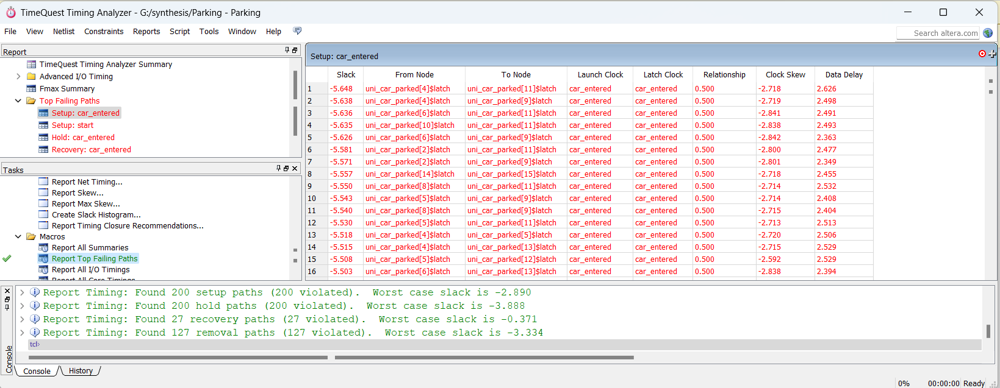 TimeQuest Timing Analyzer - G:/synthesis/Parking - Parking
File View Netlist Constraints Reports Script Tools Window Help
Search altera.com
Report
TimeQuest Timing Analyzer Summary
Advanced I/O Timing
Fmax Summary
Top Failing Paths
Setup: car_entered
Setup: start
Hold: car_entered
Recovery: car_entered
Tasks
Report Net Timing...
Report Skew...
Report Max Skew...
Create Slack Histogram...
Report Timing Closure Recommendations...
Macros
Report All Summaries
Report Top Failing Paths
Report All I/O Timings
Report All Core Timings
Setup: car_entered
Slack From Node To Node Launch Clock Latch Clock Relationship Clock Skew Data Delay
1 -5.648 uni_car_parked[4]$latch uni_car_parked[11]$latch car_entered car_entered 0.500 -2.718 2.626
2 -5.638 uni_car_parked[4]$latch uni_car_parked[9]$latch car_entered car_entered 0.500 -2.719 2.498
3 -5.636 uni_car_parked[6]$latch uni_car_parked[11]$latch car_entered car_entered 0.500 -2.841 2.491
4 -5.635 uni_car_parked[10]$latch uni_car_parked[11]$latch car_entered car_entered 0.500 -2.838 2.493
5 -5.626 uni_car_parked[6]$latch uni_car_parked[9]$latch car_entered car_entered 0.500 -2.842 2.363
6 -5.581 uni_car_parked[2]$latch uni_car_parked[11]$latch car_entered car_entered 0.500 -2.800 2.477
7 -5.571 uni_car_parked[2]$latch uni_car_parked[9]$latch car_entered car_entered 0.500 -2.801 2.349
8 -5.557 uni_car_parked[14]$latch uni_car_parked[15]$latch car_entered car_entered 0.500 -2.718 2.455
9 -5.550 uni_car_parked[8]$latch uni_car_parked[11]$latch car_entered car_entered 0.500 -2.714 2.532
10 -5.543 uni_car_parked[5]$latch uni_car_parked[9]$latch car_entered car_entered 0.500 -2.714 2.408
11 -5.540 uni_car_parked[8]$latch uni_car_parked[9]$latch car_entered car_entered 0.500 -2.715 2.404
12 -5.530 uni_car_parked[5]$latch uni_car_parked[11]$latch car_entered car_entered 0.500 -2.713 2.513
13 -5.518 uni_car_parked[4]$latch uni_car_parked[5]$latch car_entered car_entered 0.500 -2.720 2.506
14 -5.515 uni_car_parked[4]$latch uni_car_parked[13]$latch car_entered car_entered 0.500 -2.715 2.529
15 -5.508 uni_car_parked[5]$latch uni_car_parked[12]$latch car_entered car_entered 0.500 -2.592 2.529
16 -5.503 uni_car_parked[6]$latch uni_car_parked[13]$latch car_entered car_entered 0.500 -2.838 2.394
Report Timing: Found 200 setup paths (200 violated). Worst case slack is -2.890
Report Timing: Found 200 hold paths (200 violated). Worst case slack is -3.888
Report Timing: Found 27 recovery paths (27 violated). Worst case slack is -0.371
Report Timing: Found 127 removal paths (127 violated). Worst case slack is -3.334
tcl>
Console
Console History
0% 00:00:00 Ready